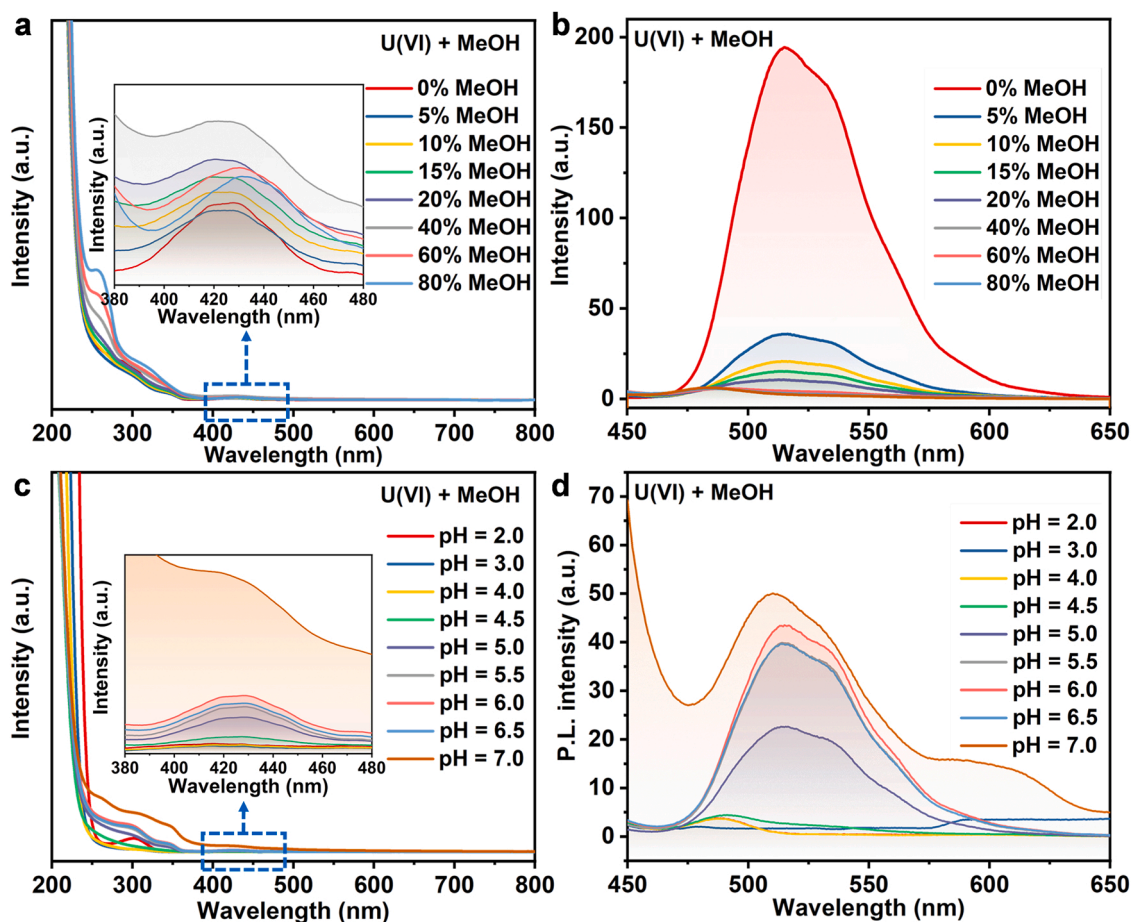 a
U(VI) + MeOH
0% MeOH
5% MeOH
10% MeOH
15% MeOH
20% MeOH
40% MeOH
60% MeOH
80% MeOH
Intensity (a.u.)
380 400 420 440 460 480
Wavelength (nm)
Intensity (a.u.)
200 300 400 500 600 700 800
Wavelength (nm)
b
U(VI) + MeOH
0% MeOH
5% MeOH
10% MeOH
15% MeOH
20% MeOH
40% MeOH
60% MeOH
80% MeOH
200
150
100
50
0
Intensity (a.u.)
450 500 550 600 650
Wavelength (nm)
c
U(VI) + MeOH
pH = 2.0
pH = 3.0
pH = 4.0
pH = 4.5
pH = 5.0
pH = 5.5
pH = 6.0
pH = 6.5
pH = 7.0
Intensity (a.u.)
380 400 420 440 460 480
Wavelength (nm)
Intensity (a.u.)
200 300 400 500 600 700 800
Wavelength (nm)
d
U(VI) + MeOH
pH = 2.0
pH = 3.0
pH = 4.0
pH = 4.5
pH = 5.0
pH = 5.5
pH = 6.0
pH = 6.5
pH = 7.0
70
60
50
40
30
20
10
0
P.L. intensity (a.u.)
450 500 550 600 650
Wavelength (nm)